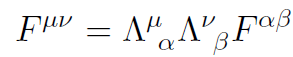 F^{μν} = Λ^μ_α Λ^ν_β F^{αβ}